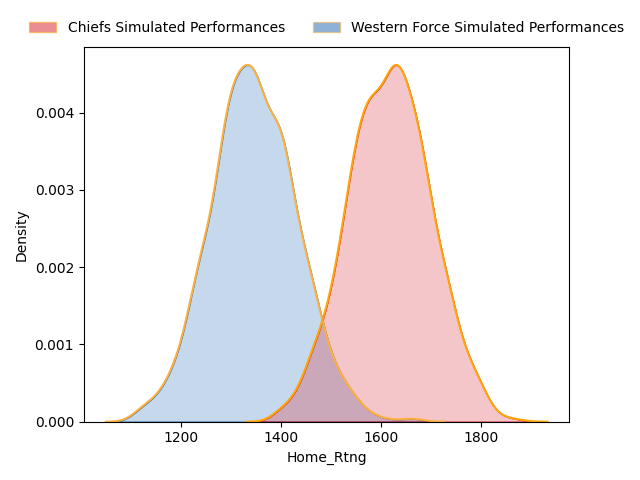 Chiefs Simulated Performances Western Force Simulated Performances
0.004
0.003
0.002
0.001
0.000
Density
1200 1400 1600 1800
Home_Rtng